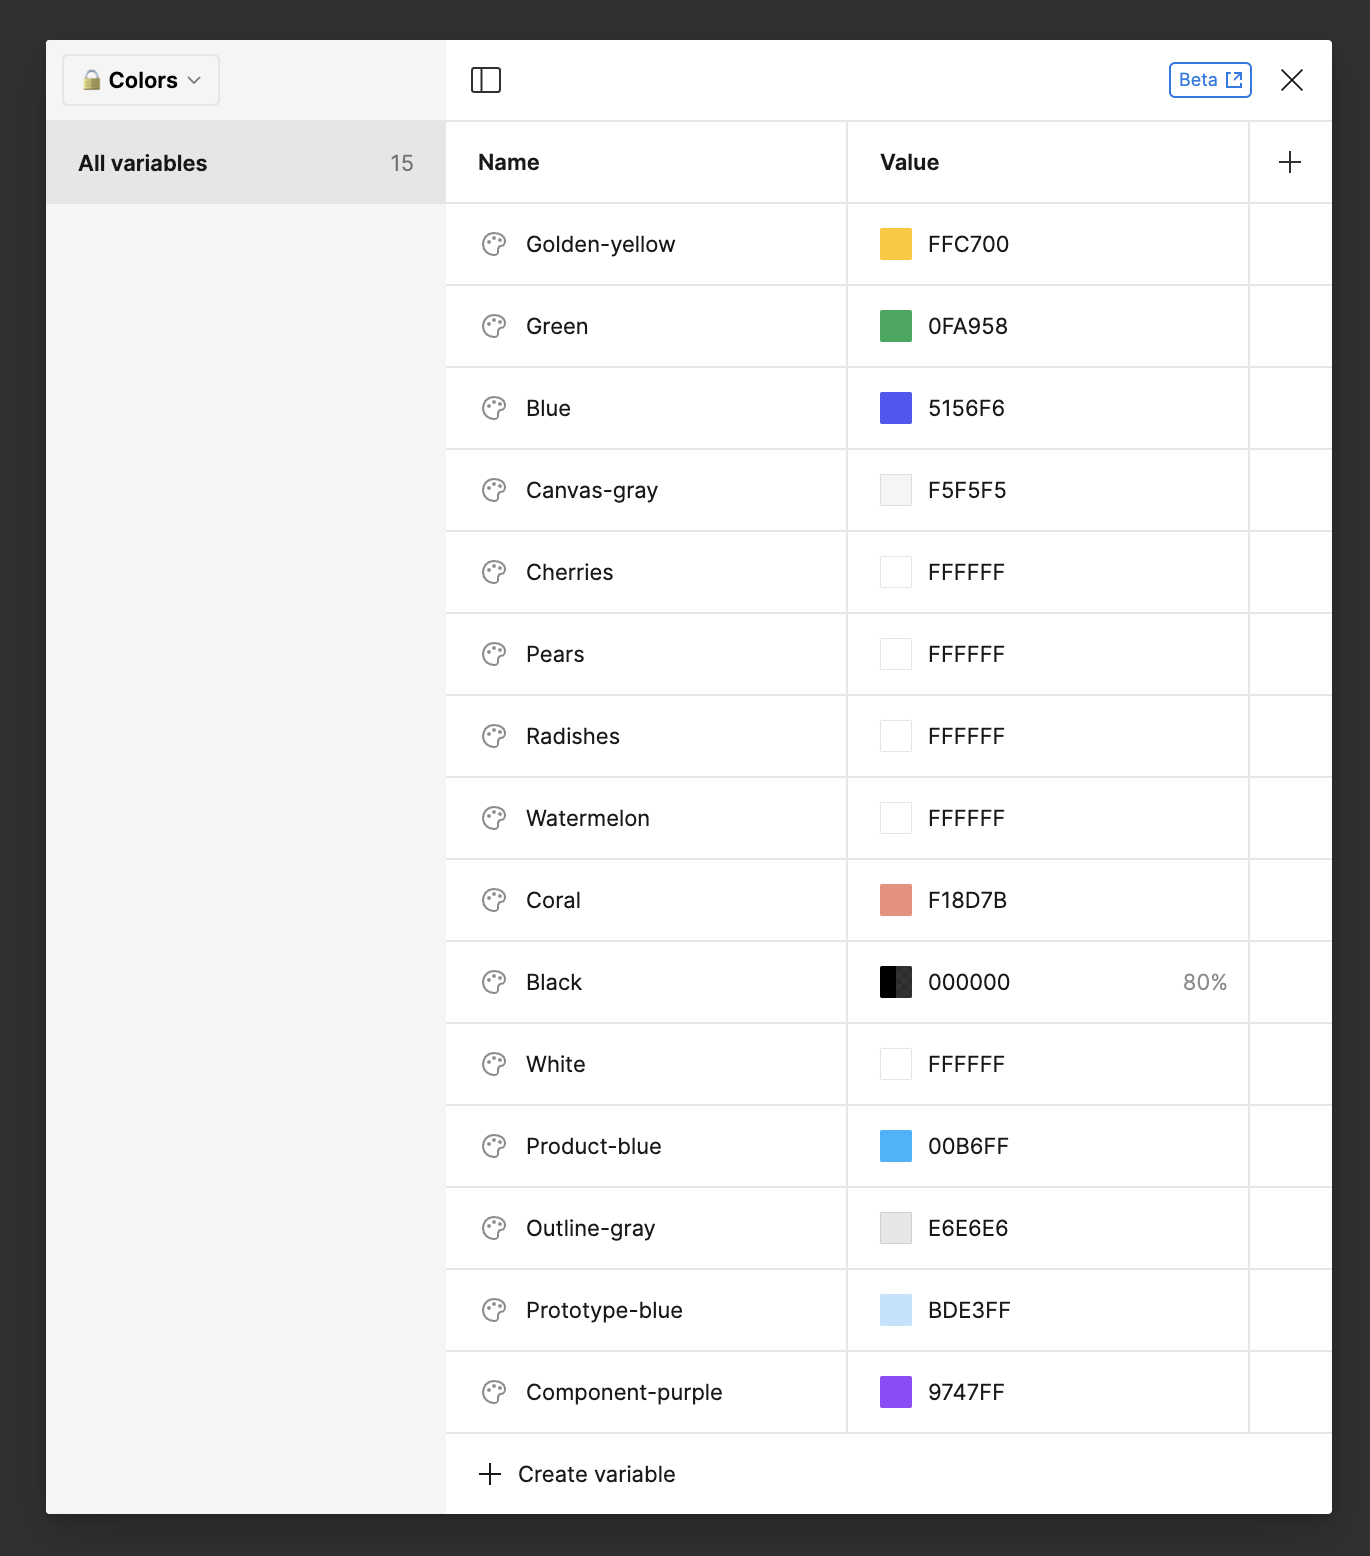 Colors
Beta
All variables 15
Name Value
Golden-yellow FFC700
Green 0FA958
Blue 5156F6
Canvas-gray F5F5F5
Cherries FFFFFF
Pears FFFFFF
Radishes FFFFFF
Watermelon FFFFFF
Coral F18D7B
Black 000000 80%
White FFFFFF
Product-blue 00B6FF
Outline-gray E6E6E6
Prototype-blue BDE3FF
Component-purple 9747FF
Create variable